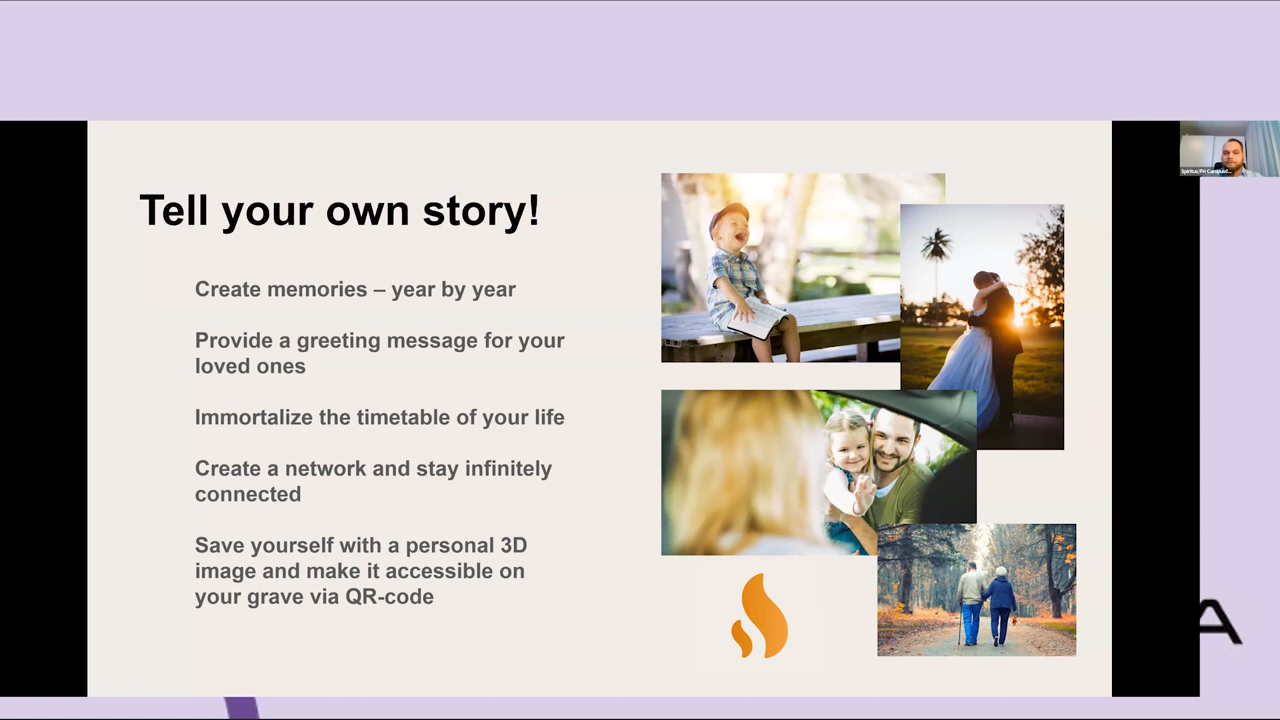 Tell your own story!
Create memories – year by year
Provide a greeting message for your
loved ones
Immortalize the timetable of your life
Create a network and stay infinitely
connected
Save yourself with a personal 3D
image and make it accessible on
your grave via QR-code
A